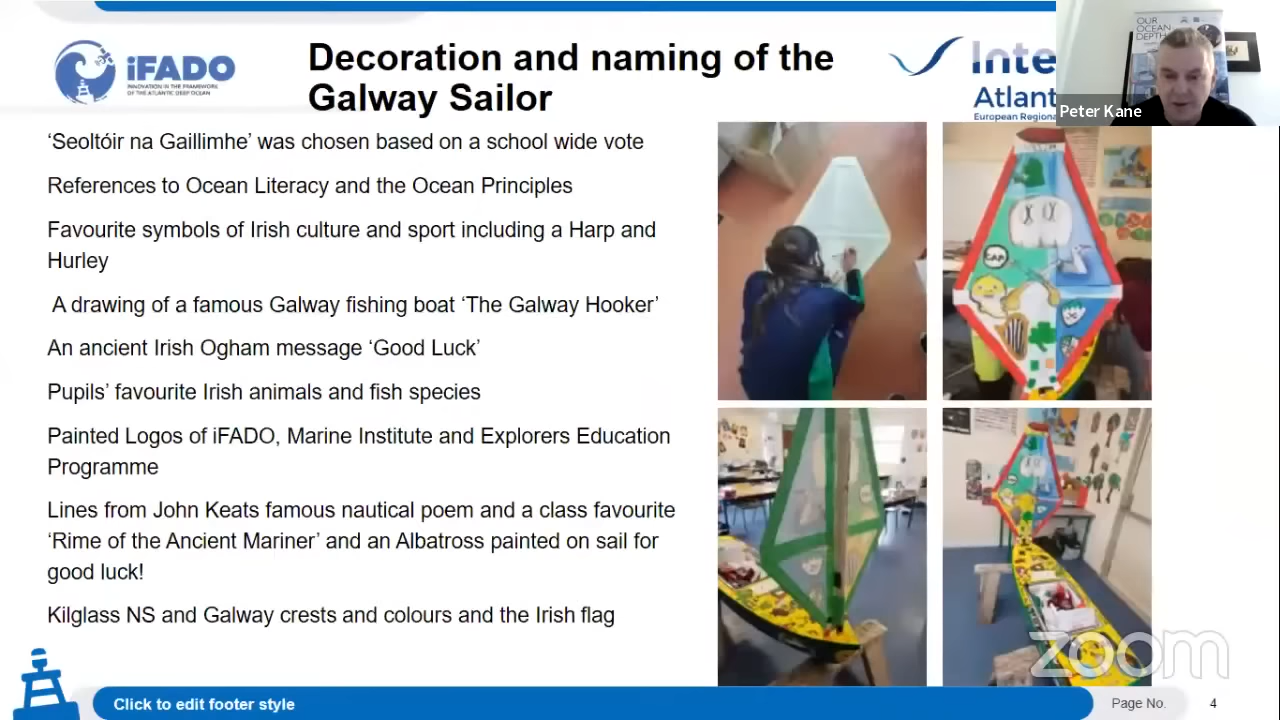 iFADO
INNOVATION IN THE FRAMEWORK
OF THE ATLANTIC DEEP OCEAN
Decoration and naming of the
Galway Sailor
Inte
Atlant
European Regiona
OUR
OCEAN
DEPTH
Peter Kane
‘Seoltóir na Gaillimhe’ was chosen based on a school wide vote
References to Ocean Literacy and the Ocean Principles
Favourite symbols of Irish culture and sport including a Harp and
Hurley
A drawing of a famous Galway fishing boat ‘The Galway Hooker’
An ancient Irish Ogham message ‘Good Luck’
Pupils’ favourite Irish animals and fish species
Painted Logos of iFADO, Marine Institute and Explorers Education
Programme
Lines from John Keats famous nautical poem and a class favourite
‘Rime of the Ancient Mariner’ and an Albatross painted on sail for
good luck!
Kilglass NS and Galway crests and colours and the Irish flag
zoom
Click to edit footer style
Page No.
4